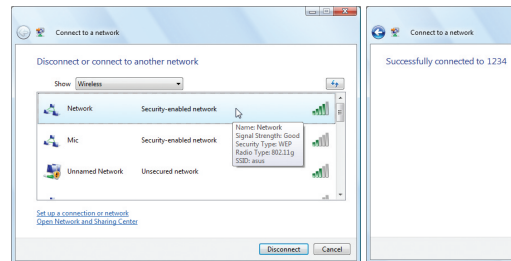 Connect to a network
Disconnect or connect to another network
Show Wireless
Network Security-enabled network
Name: Network
Signal Strength: Good
Security Type: WEP
Radio Type: 802.11g
SSID: asus
Mic Security-enabled network
Unnamed Network Unsecured network
Set up a connection or network
Open Network and Sharing Center
Disconnect Cancel
Connect to a network
Successfully connected to 1234